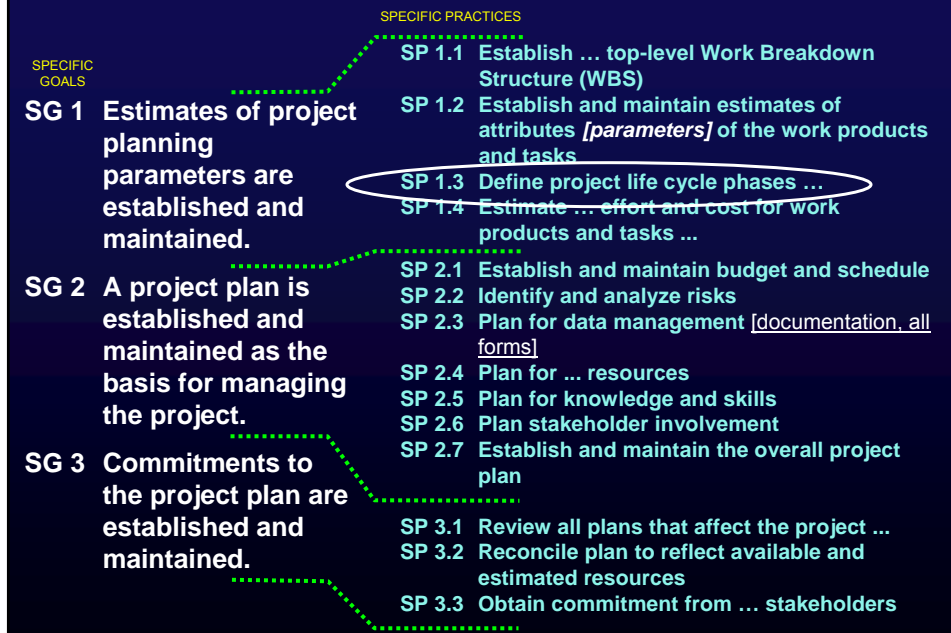 SPECIFIC PRACTICES
SPECIFIC
GOALS
SG 1 Estimates of project
planning
parameters are
established and
maintained.
SP 1.1 Establish … top-level Work Breakdown
Structure (WBS)
SP 1.2 Establish and maintain estimates of
attributes [parameters] of the work products
and tasks
SP 1.3 Define project life cycle phases …
SP 1.4 Estimate … effort and cost for work
products and tasks ...
SG 2 A project plan is
established and
maintained as the
basis for managing
the project.
SP 2.1 Establish and maintain budget and schedule
SP 2.2 Identify and analyze risks
SP 2.3 Plan for data management [documentation, all
forms]
SP 2.4 Plan for ... resources
SP 2.5 Plan for knowledge and skills
SP 2.6 Plan stakeholder involvement
SP 2.7 Establish and maintain the overall project
plan
SG 3 Commitments to
the project plan are
established and
maintained.
SP 3.1 Review all plans that affect the project ...
SP 3.2 Reconcile plan to reflect available and
estimated resources
SP 3.3 Obtain commitment from … stakeholders